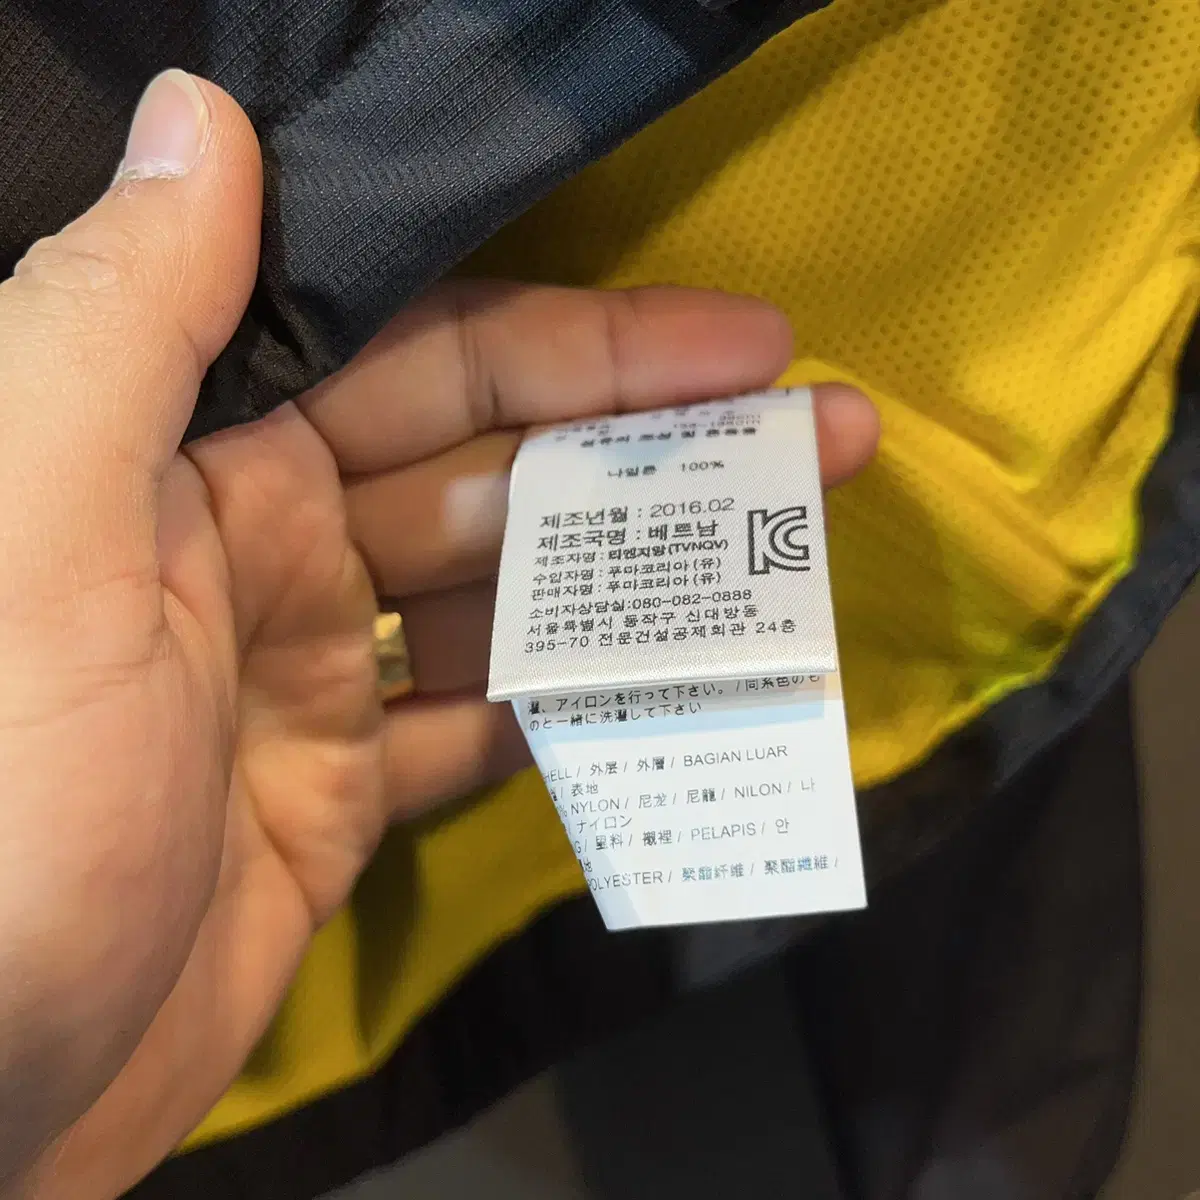 나일론 100%
제조년월 : 2016.02
제조국명 : 베트남
제조자명 : 티엔지랑(TVNQV)
수입자명 : 푸마코리아 (유)
판매자명 : 푸마코리아 (유)
소비자상담실:080-082-0888
서울특별시 동작구 신대방동
395-70 전문건설공제회관 24층
濯、アイロンを行って下さい。 / 同系色のも
のと一緒に洗濯して下さい
HELL / 外层 / 外層 / BAGIAN LUAR
/ 表地
% NYLON / 尼龙 / 尼龍 / NILON / 나
/ ナイロン
G / 里料 / 襯裡 / PELAPIS / 안
地
POLYESTER / 聚酯纤维 / 聚酯纖維 /